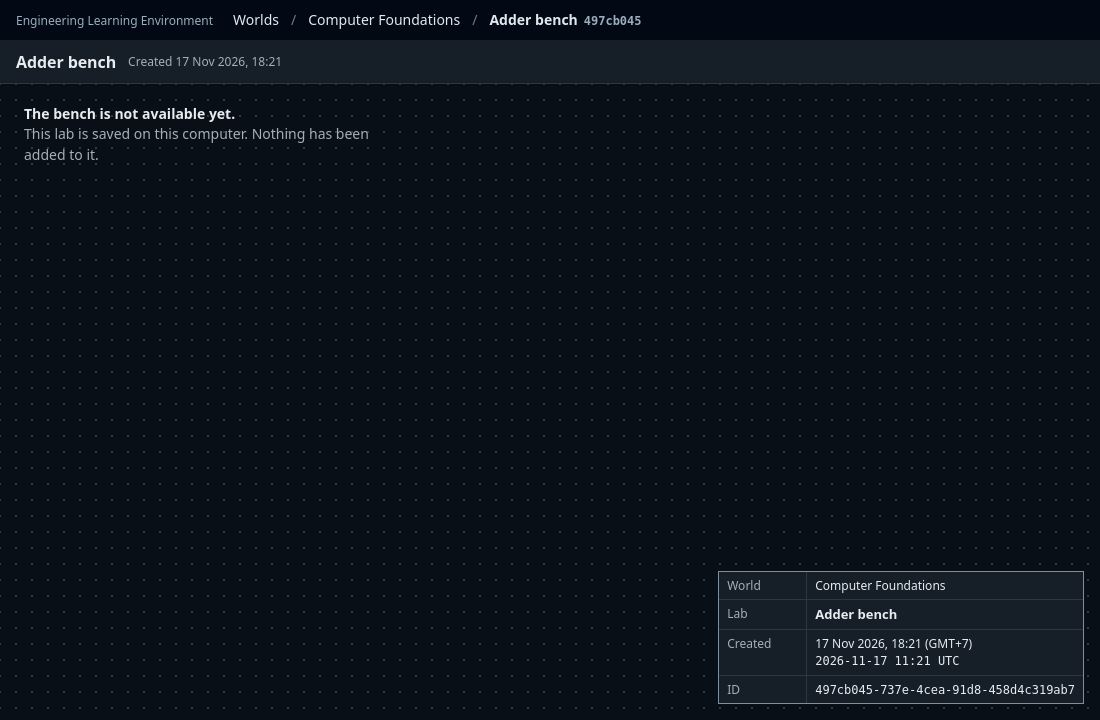 Engineering Learning Environment Worlds / Computer Foundations / Adder bench 497cb045
Adder bench Created 17 Nov 2026, 18:21
The bench is not available yet.
This lab is saved on this computer. Nothing has been
added to it.
World Computer Foundations
Lab Adder bench
Created 17 Nov 2026, 18:21 (GMT+7)
2026-11-17 11:21 UTC
ID 497cb045-737e-4cea-91d8-458d4c319ab7